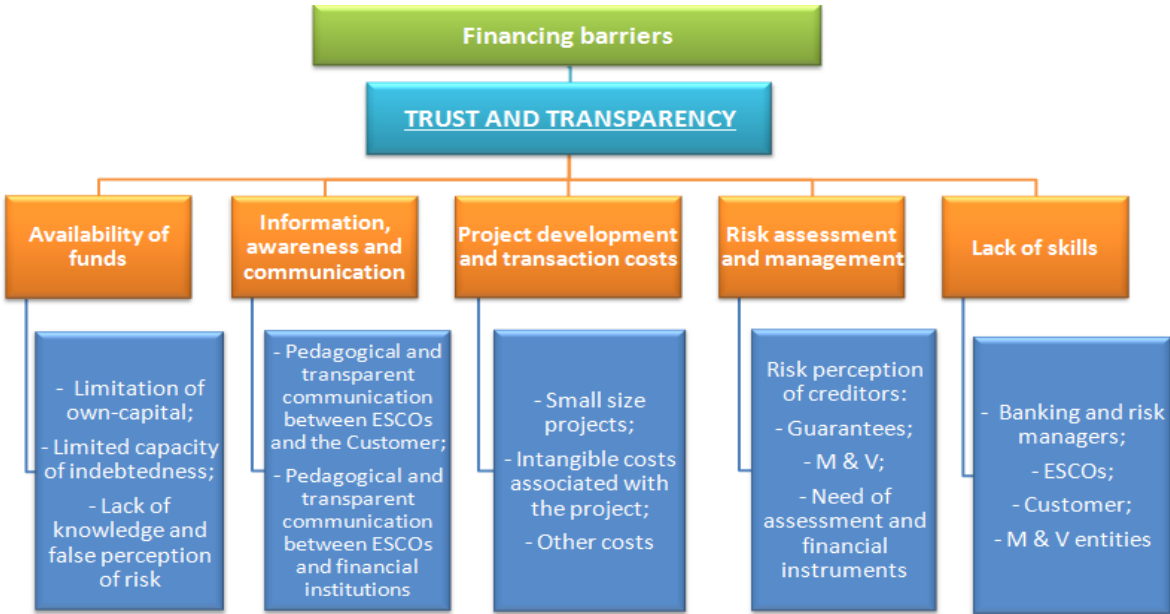 Financing barriers
TRUST AND TRANSPARENCY
Availability of
funds
Information,
awareness and
communication
Project development
and transaction costs
Risk assessment
and management
Lack of skills
- Limitation of
own-capital;
- Limited capacity
of indebtedness;
- Lack of
knowledge and
false perception
of risk
- Pedagogical and
transparent
communication
between ESCOs
and the Customer;
- Pedagogical and
transparent
communication
between ESCOs
and financial
institutions
- Small size
projects;
- Intangible costs
associated with
the project;
- Other costs
Risk perception
of creditors:
- Guarantees;
- M & V;
- Need of
assessment and
financial
instruments
- Banking and risk
managers;
- ESCOs;
- Customer;
- M & V entities